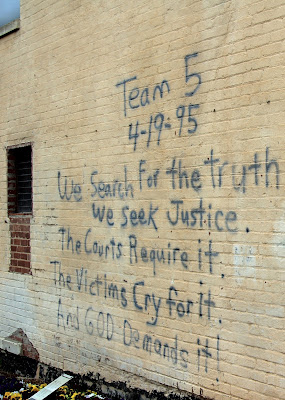 Team 5
4-19-95
We Search for the truth
We seek Justice.
The Courts Require it.
The Victims Cry for it.
And GOD Demands it!